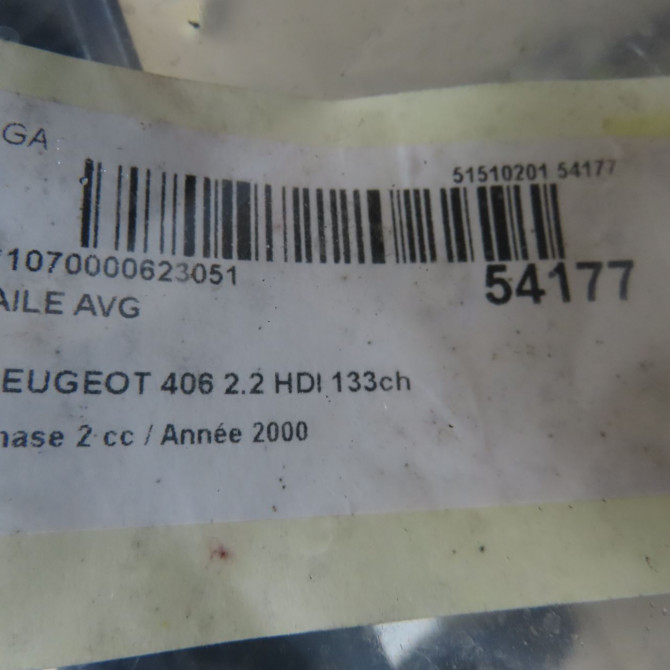 GA
51510201 54177
1070000623051
54177
AILE AVG
EUGEOT 406 2.2 HDI 133ch
hase 2 cc / Année 2000